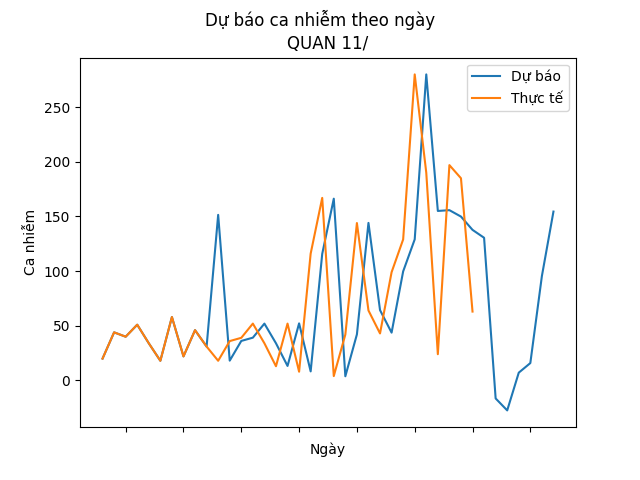 Dự báo ca nhiễm theo ngày
QUAN 11/
Dự báo
Thực tế
250
200
150
100
50
0
Ca nhiễm
Ngày